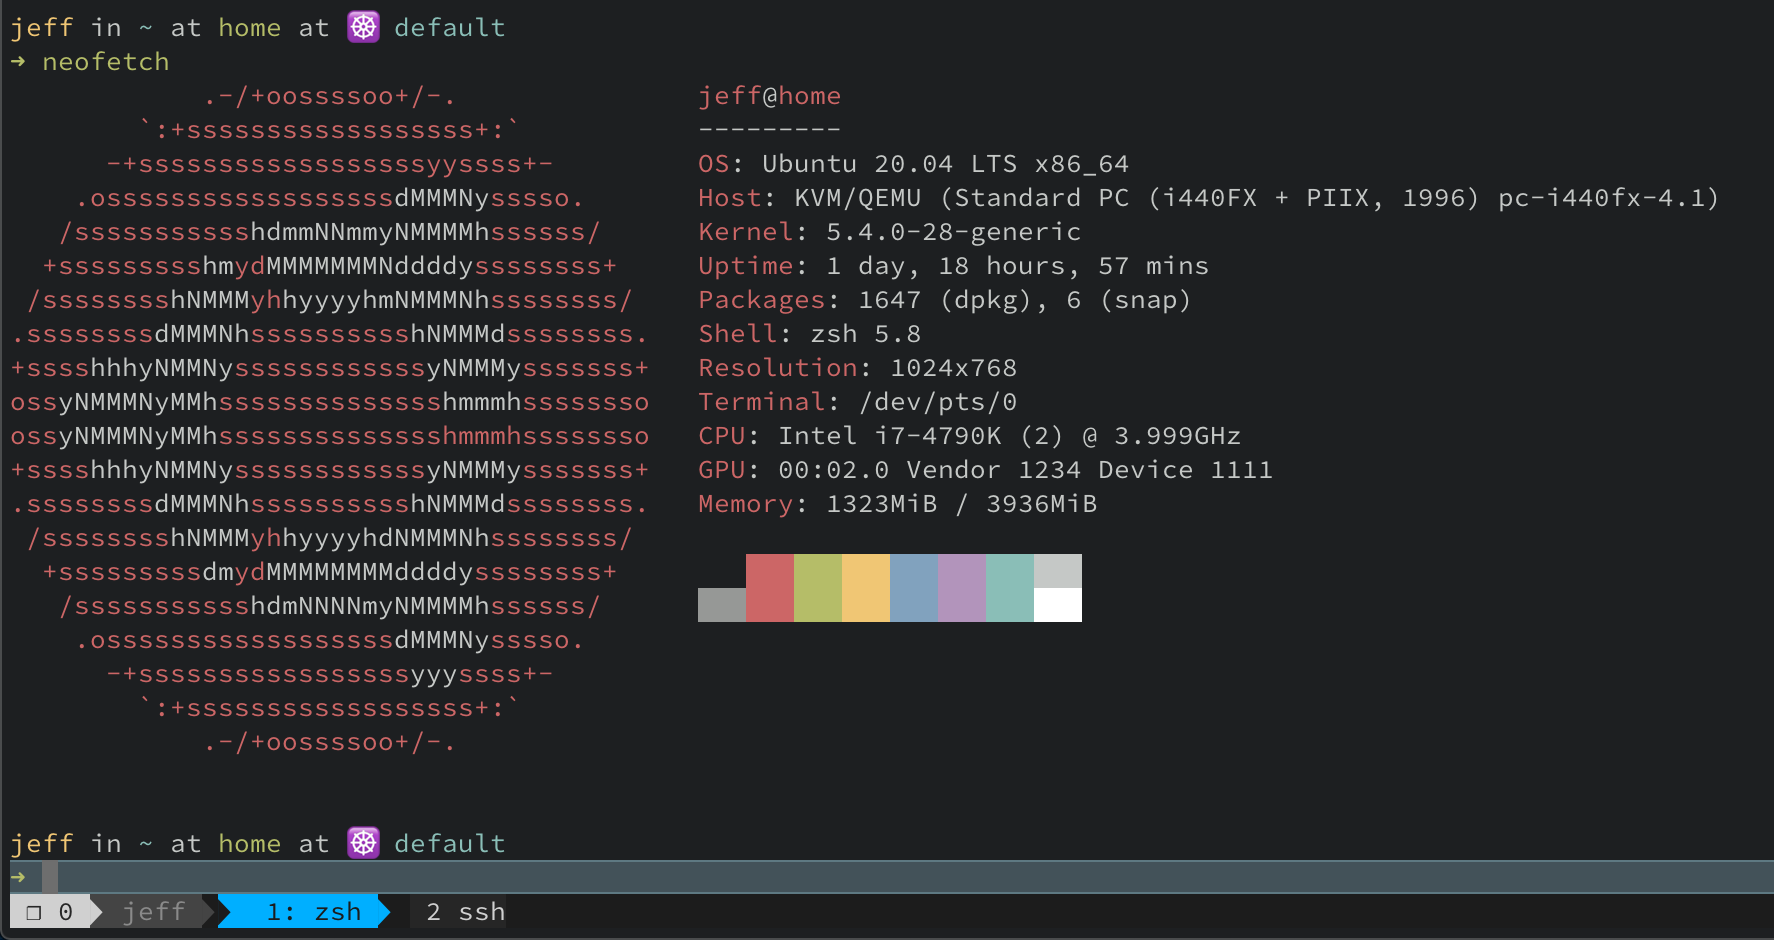 jeff in ~ at home at ☸ default
➜ neofetch
.-/+oossssoo+/-.
`:+ssssssssssssssssss+:`
-+ssssssssssssssssssyyssss+-
.ossssssssssssssssssdMMMNysssso.
/ssssssssssshdmmNNmmyNMMMMhssssss/
+ssssssssshmydMMMMMMMNddddyssssssss+
/sssssssshNMMMyhhyyyyhmNMMMNhssssssss/
.ssssssssdMMMNhsssssssssshNMMMdssssssss.
+sssshhhyNMMNyssssssssssssyNMMMysssssss+
ossyNMMMNyMMhsssssssssssssshmmmhssssssso
ossyNMMMNyMMhsssssssssssssshmmmhssssssso
+sssshhhyNMMNyssssssssssssyNMMMysssssss+
.ssssssssdMMMNhsssssssssshNMMMdssssssss.
/sssssssshNMMMyhhyyyyhdNMMMNhssssssss/
+sssssssssdmydMMMMMMMMddddyssssssss+
/ssssssssssshdmNNNNmyNMMMMhssssss/
.ossssssssssssssssssdMMMNysssso.
-+sssssssssssssssssyyyssss+-
`:+ssssssssssssssssss+:`
.-/+oossssoo+/-.
jeff@home
---------
OS: Ubuntu 20.04 LTS x86_64
Host: KVM/QEMU (Standard PC (i440FX + PIIX, 1996) pc-i440fx-4.1)
Kernel: 5.4.0-28-generic
Uptime: 1 day, 18 hours, 57 mins
Packages: 1647 (dpkg), 6 (snap)
Shell: zsh 5.8
Resolution: 1024x768
Terminal: /dev/pts/0
CPU: Intel i7-4790K (2) @ 3.999GHz
GPU: 00:02.0 Vendor 1234 Device 1111
Memory: 1323MiB / 3936MiB
jeff in ~ at home at ☸ default
➜
❐ 0 jeff 1: zsh 2 ssh